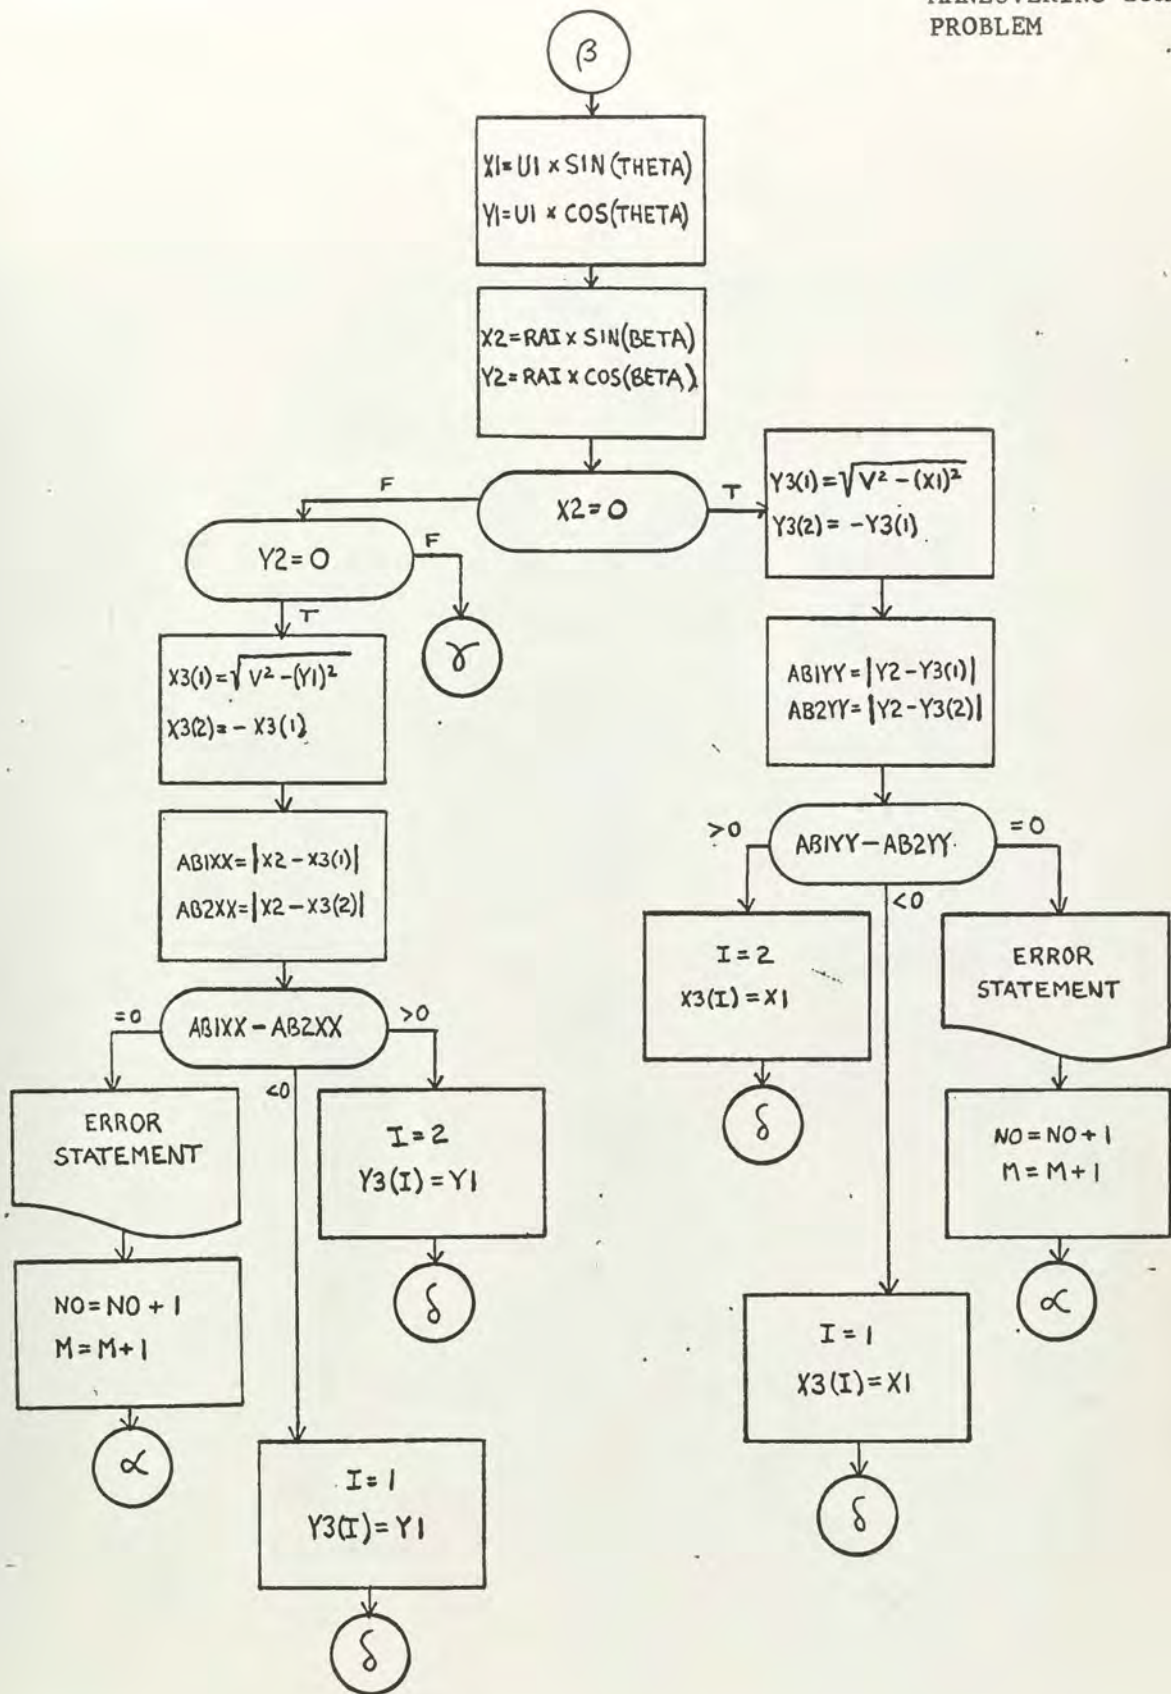 PROBLEM
β
X1=U1 × SIN(THETA)
Y1=U1 × COS(THETA)
X2=RAI × SIN(BETA)
Y2=RAI × COS(BETA)
X2=0
F
T
Y3(1)=√V²-(X1)²
Y3(2)= -Y3(1)
Y2=0
F
T
γ
X3(1)=√V²-(Y1)²
X3(2)=-X3(1)
AB1YY=|Y2-Y3(1)|
AB2YY=|Y2-Y3(2)|
AB1XX=|X2-X3(1)|
AB2XX=|X2-X3(2)|
AB1YY-AB2YY
>0
=0
<0
I=2
X3(I)=X1
ERROR
STATEMENT
δ
NO=NO+1
M=M+1
α
I=1
X3(I)=X1
δ
AB1XX-AB2XX
=0
>0
<0
ERROR
STATEMENT
I=2
Y3(I)=Y1
δ
NO=NO+1
M=M+1
α
I=1
Y3(I)=Y1
δ